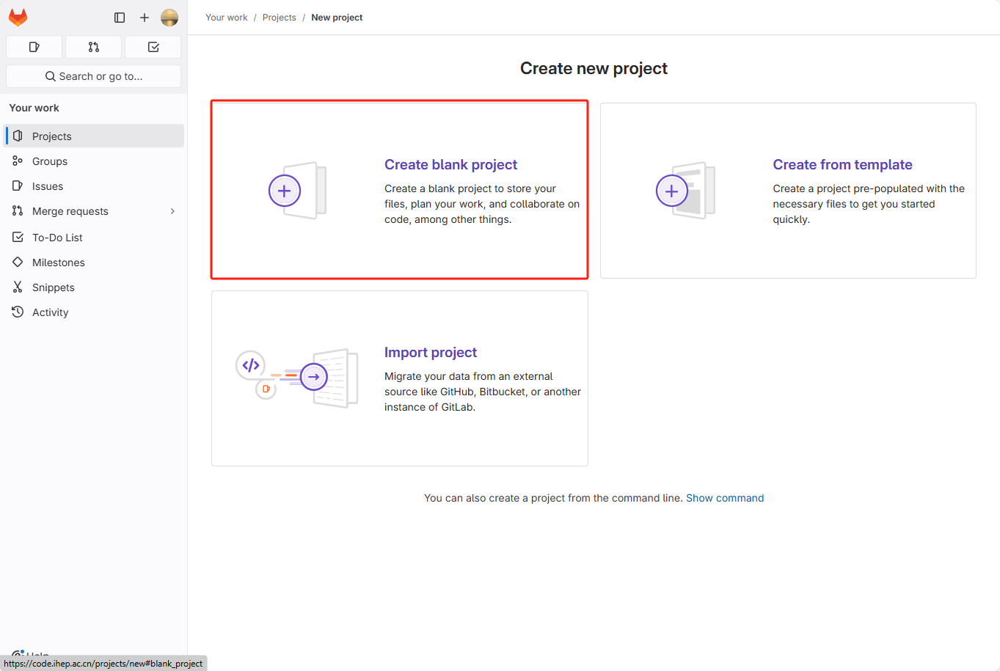 Your work / Projects / New project
Search or go to...
Your work
Projects
Groups
Issues
Merge requests
To-Do List
Milestones
Snippets
Activity
Help
Create new project
Create blank project
Create a blank project to store your
files, plan your work, and collaborate on
code, among other things.
Create from template
Create a project pre-populated with the
necessary files to get you started
quickly.
Import project
Migrate your data from an external
source like GitHub, Bitbucket, or another
instance of GitLab.
You can also create a project from the command line. Show command
https://code.ihep.ac.cn/projects/new#blank_project